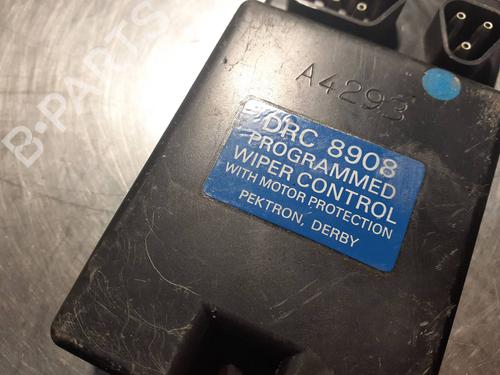 A4293
DRC 8908
PROGRAMMED
WIPER CONTROL
WITH MOTOR PROTECTION
PEKTRON, DERBY
B-PARTS